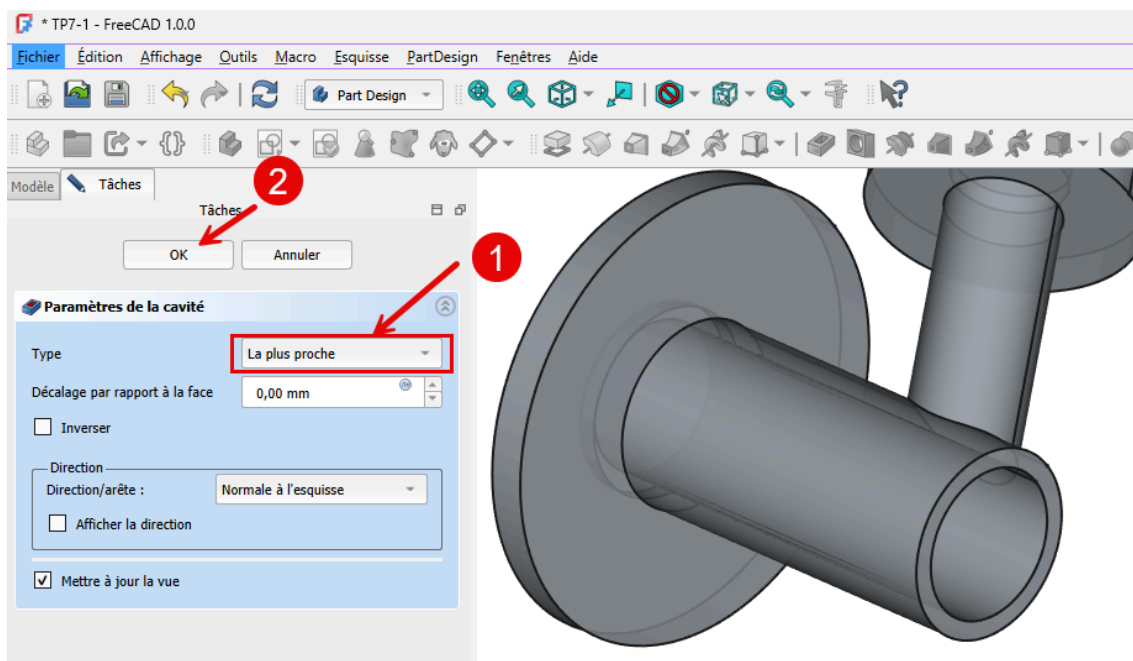 * TP7-1 - FreeCAD 1.0.0
Fichier Édition Affichage Outils Macro Esquisse PartDesign Fenêtres Aide
Part Design
Modèle Tâches
2
Tâches
OK Annuler
1
Paramètres de la cavité
Type La plus proche
Décalage par rapport à la face 0,00 mm
Inverser
Direction
Direction/arête : Normale à l'esquisse
Afficher la direction
Mettre à jour la vue